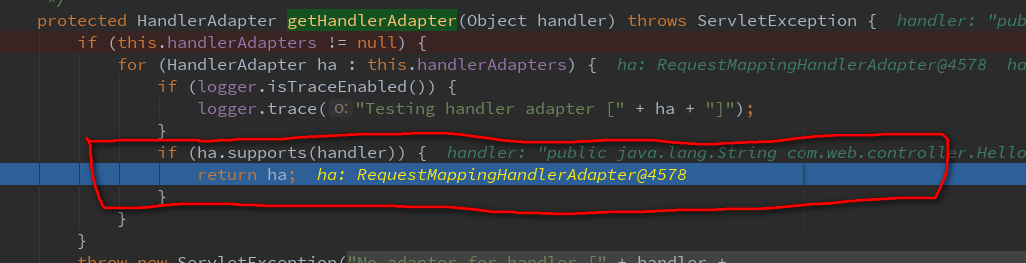 */
protected HandlerAdapter getHandlerAdapter(Object handler) throws ServletException { handler: "pub
if (this.handlerAdapters != null) {
for (HandlerAdapter ha : this.handlerAdapters) { ha: RequestMappingHandlerAdapter@4578 ha
if (logger.isTraceEnabled()) {
logger.trace( o: "Testing handler adapter [" + ha + "]");
}
if (ha.supports(handler)) { handler: "public java.lang.String com.web.controller.Hello
return ha; ha: RequestMappingHandlerAdapter@4578
}
}
}
throw new ServletException("No adapter for handler [" + handler +